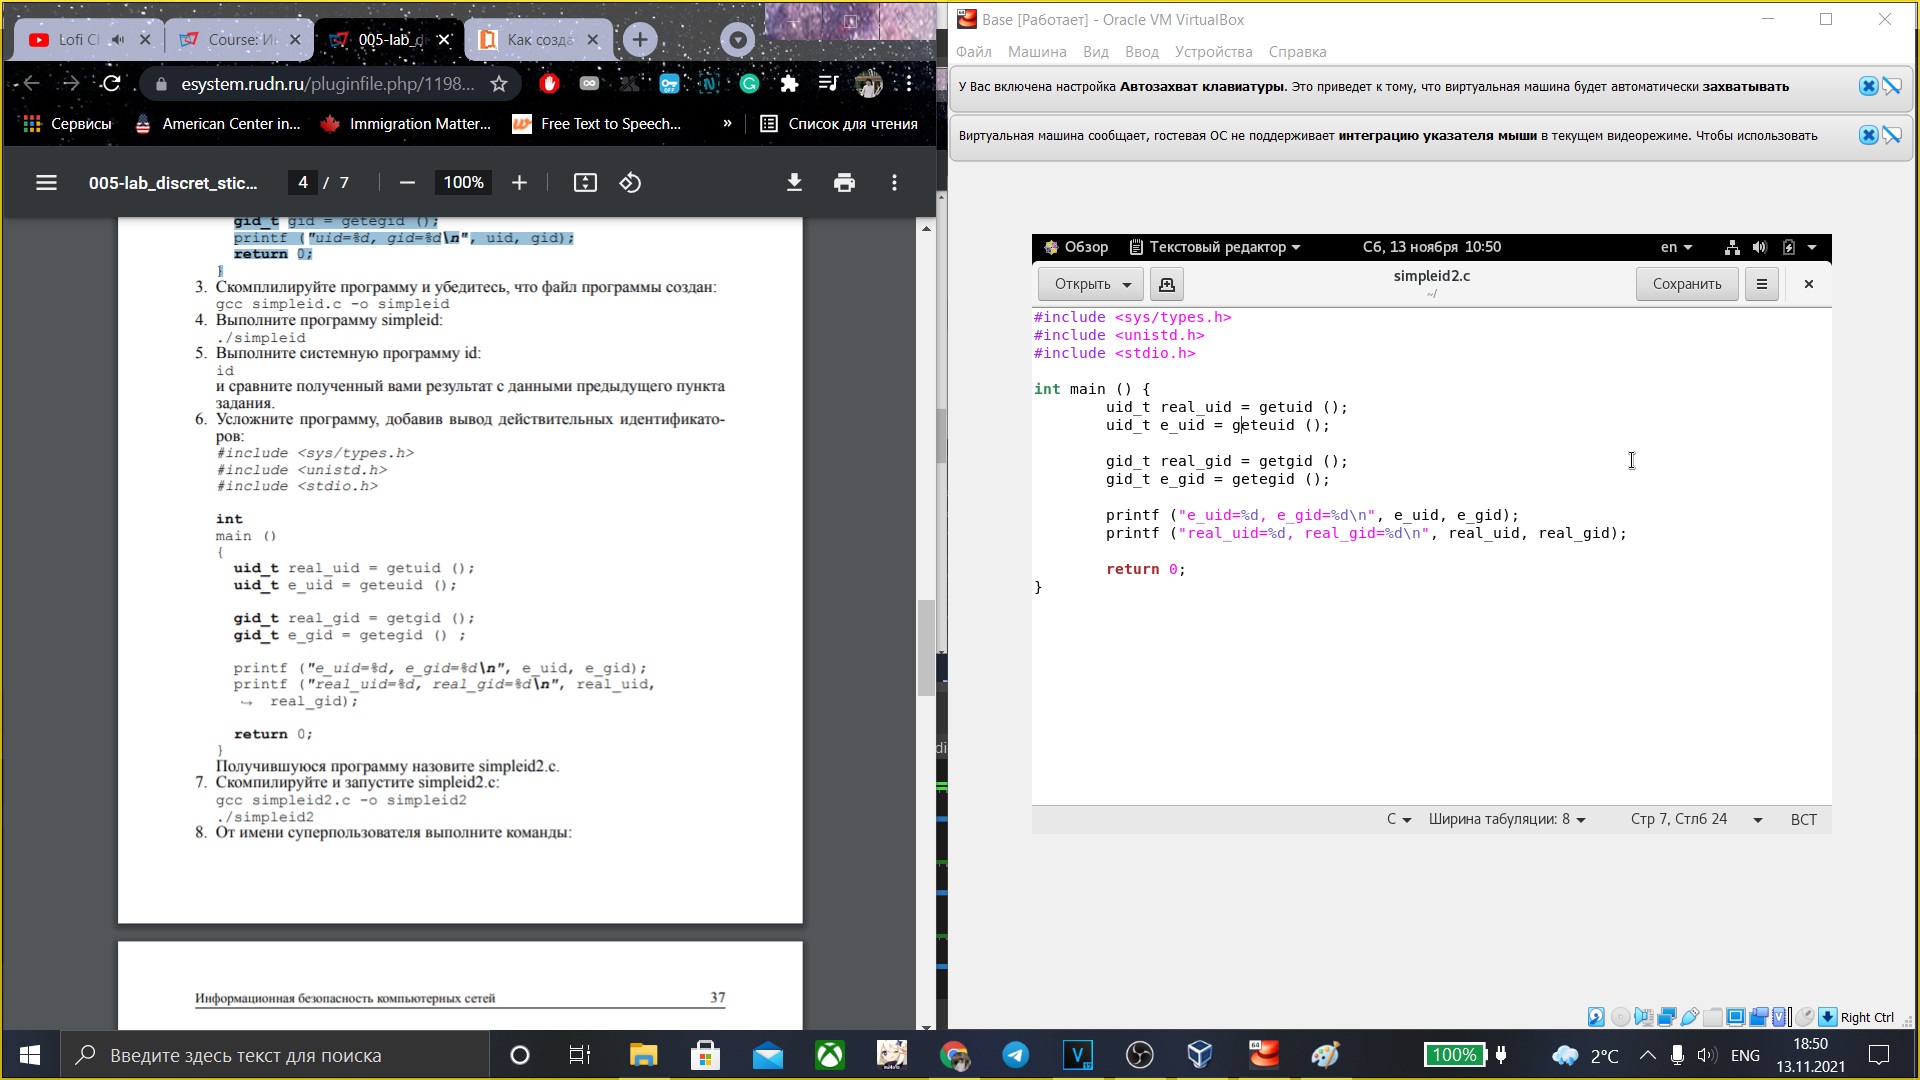 Lofi C
Course: И
005-lab_d
Как созда
esystem.rudn.ru/pluginfile.php/1198...
Сервисы
American Center in...
Immigration Matter...
Free Text to Speech...
»
Список для чтения
005-lab_discret_stic...
4 / 7
100%
gid_t gid = getegid ();
printf ("uid=%d, gid=%d\n", uid, gid);
return 0;
}
3. Скомплилируйте программу и убедитесь, что файл программы создан:
gcc simpleid.c -o simpleid
4. Выполните программу simpleid:
./simpleid
5. Выполните системную программу id:
id
и сравните полученный вами результат с данными предыдущего пункта
задания.
6. Усложните программу, добавив вывод действительных идентификато-
ров:
#include <sys/types.h>
#include <unistd.h>
#include <stdio.h>
int
main ()
{
uid_t real_uid = getuid ();
uid_t e_uid = geteuid ();
gid_t real_gid = getgid ();
gid_t e_gid = getegid () ;
printf ("e_uid=%d, e_gid=%d\n", e_uid, e_gid);
printf ("real_uid=%d, real_gid=%d\n", real_uid,
↪ real_gid);
return 0;
}
Получившуюся программу назовите simpleid2.c.
7. Скомпилируйте и запустите simpleid2.c:
gcc simpleid2.c -o simpleid2
./simpleid2
8. От имени суперпользователя выполните команды:
Информационная безопасность компьютерных сетей 37
Base [Работает] - Oracle VM VirtualBox
Файл Машина Вид Ввод Устройства Справка
У Вас включена настройка Автозахват клавиатуры. Это приведет к тому, что виртуальная машина будет автоматически захватывать
Виртуальная машина сообщает, гостевая ОС не поддерживает интеграцию указателя мыши в текущем видеорежиме. Чтобы использовать
Обзор Текстовый редактор Сб, 13 ноября 10:50 en
Открыть simpleid2.c Сохранить
~/
#include <sys/types.h>
#include <unistd.h>
#include <stdio.h>
int main () {
uid_t real_uid = getuid ();
uid_t e_uid = geteuid ();
gid_t real_gid = getgid ();
gid_t e_gid = getegid ();
printf ("e_uid=%d, e_gid=%d\n", e_uid, e_gid);
printf ("real_uid=%d, real_gid=%d\n", real_uid, real_gid);
return 0;
}
C Ширина табуляции: 8 Стр 7, Стлб 24 ВСТ
Right Ctrl
Введите здесь текст для поиска
100% 2°C ENG
18:50
13.11.2021